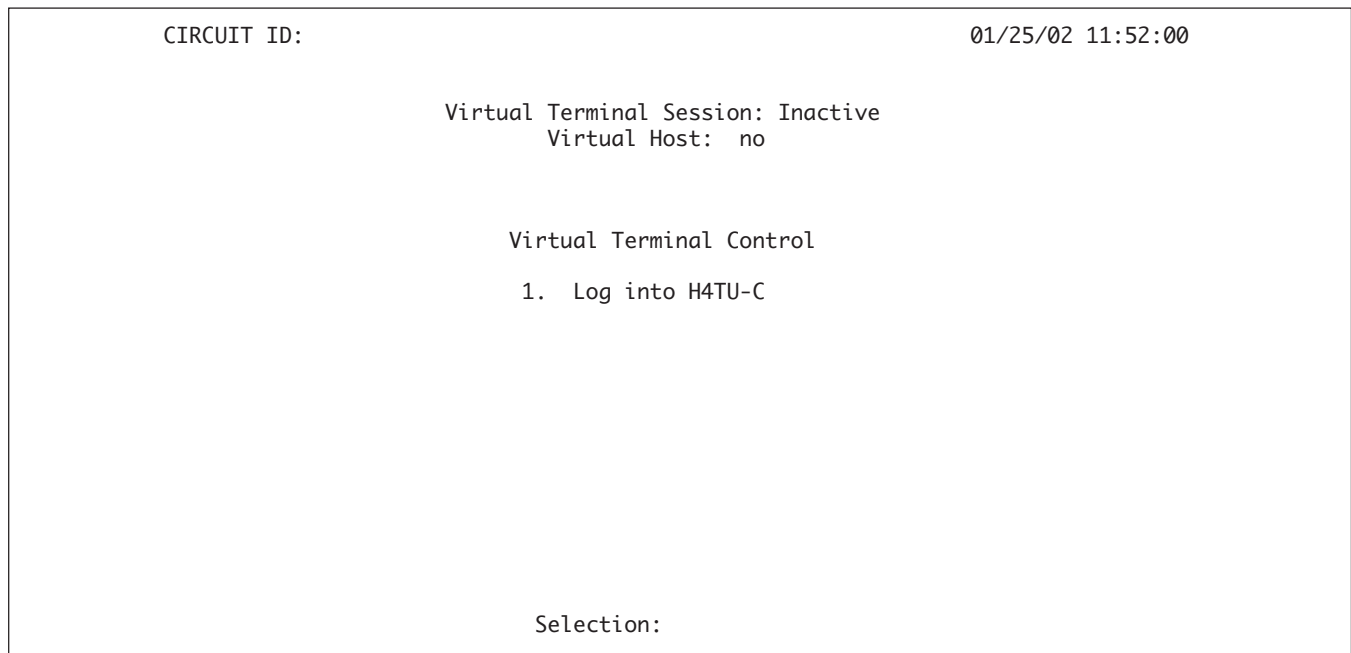 CIRCUIT ID: 01/25/02 11:52:00
Virtual Terminal Session: Inactive
Virtual Host: no
Virtual Terminal Control
1. Log into H4TU-C
Selection: